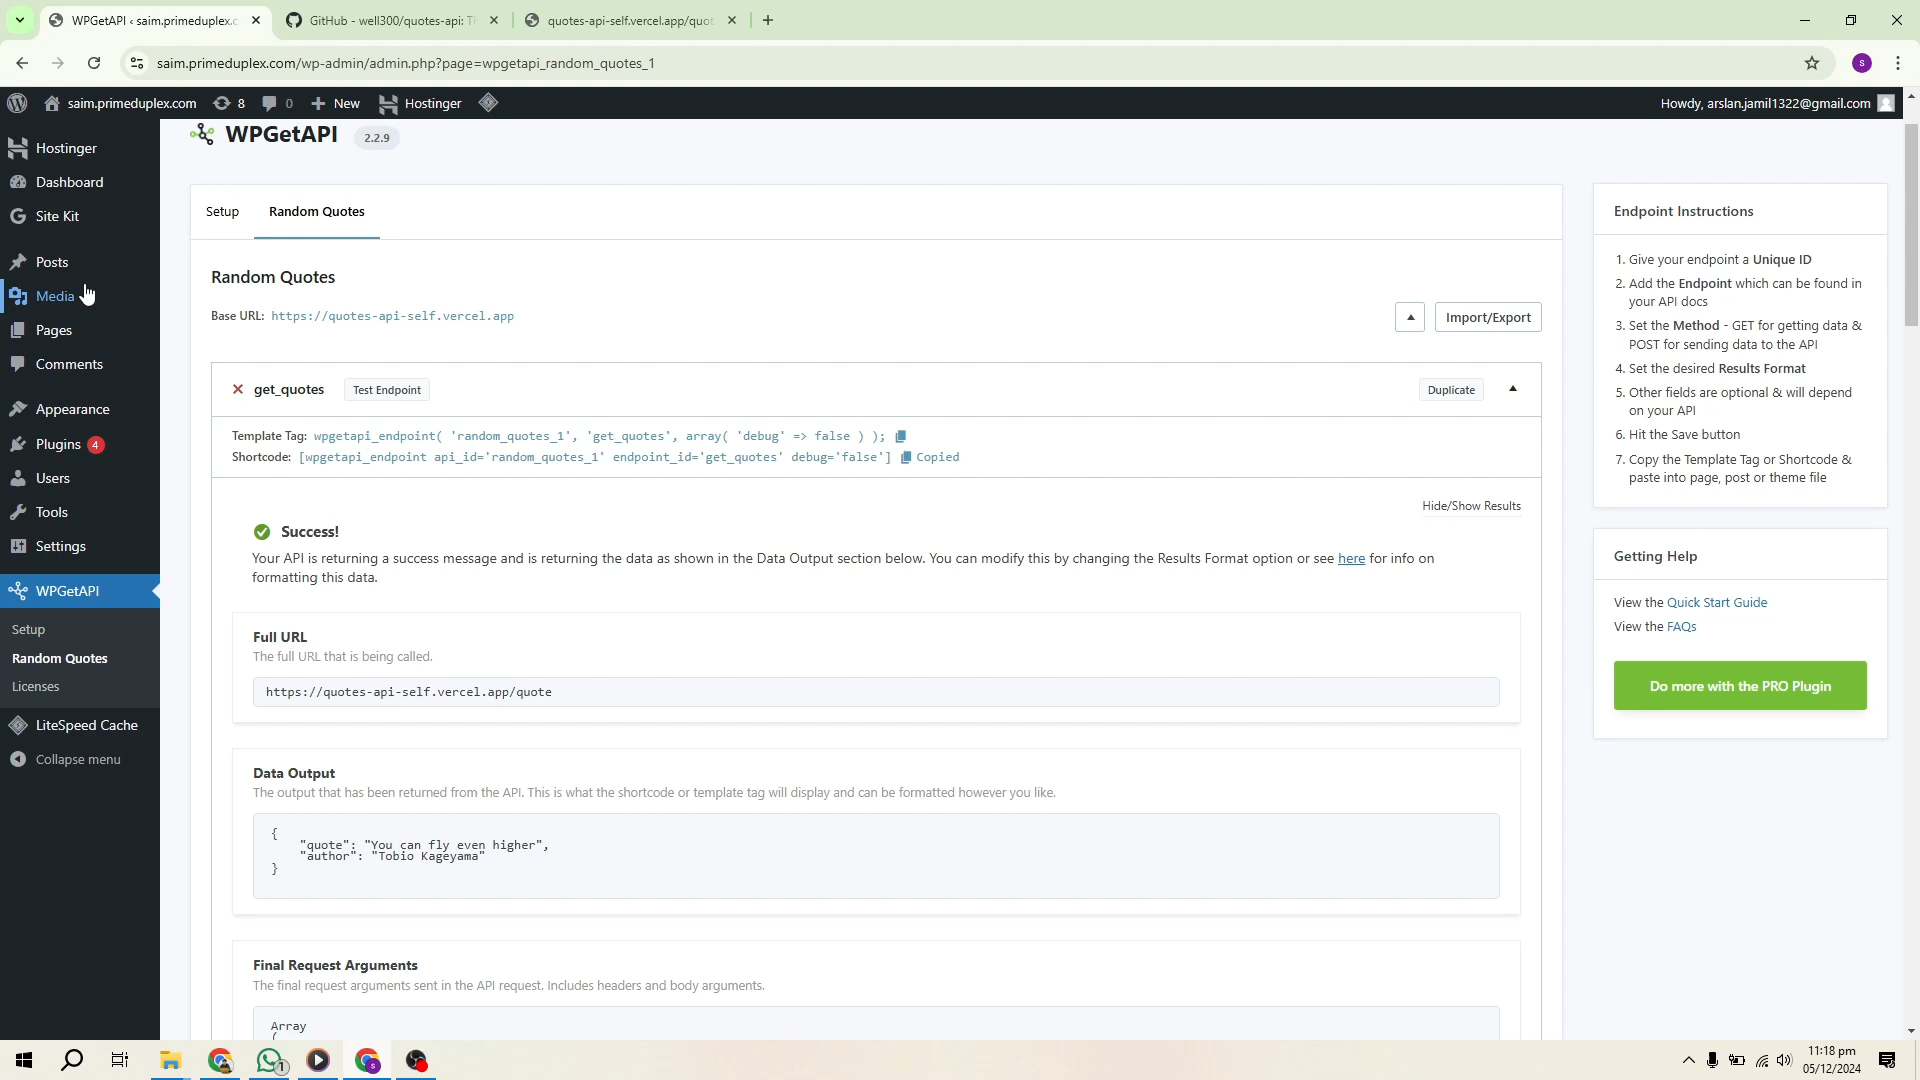 WPGetAPI ‹ saim.primeduplex.c
GitHub - well300/quotes-api: T
quotes-api-self.vercel.app/quot
saim.primeduplex.com/wp-admin/admin.php?page=wpgetapi_random_quotes_1
s
saim.primeduplex.com
8
0
New
Hostinger
Howdy, arslan.jamil1322@gmail.com
Hostinger
Dashboard
Site Kit
Posts
Media
Pages
Comments
Appearance
Plugins 4
Users
Tools
Settings
WPGetAPI
Setup
Random Quotes
Licenses
LiteSpeed Cache
Collapse menu
WPGetAPI 2.2.9
Setup
Random Quotes
Random Quotes
Base URL: https://quotes-api-self.vercel.app
Import/Export
get_quotes
Test Endpoint
Duplicate
Template Tag: wpgetapi_endpoint( 'random_quotes_1', 'get_quotes', array( 'debug' => false ) );
Shortcode: [wpgetapi_endpoint api_id='random_quotes_1' endpoint_id='get_quotes' debug='false'] Copied
Hide/Show Results
Success!
Your API is returning a success message and is returning the data as shown in the Data Output section below. You can modify this by changing the Results Format option or see here for info on
formatting this data.
Full URL
The full URL that is being called.
https://quotes-api-self.vercel.app/quote
Data Output
The output that has been returned from the API. This is what the shortcode or template tag will display and can be formatted however you like.
{
"quote": "You can fly even higher",
"author": "Tobio Kageyama"
}
Final Request Arguments
The final request arguments sent in the API request. Includes headers and body arguments.
Array
(
Endpoint Instructions
1. Give your endpoint a Unique ID
2. Add the Endpoint which can be found in
your API docs
3. Set the Method - GET for getting data &
POST for sending data to the API
4. Set the desired Results Format
5. Other fields are optional & will depend
on your API
6. Hit the Save button
7. Copy the Template Tag or Shortcode &
paste into page, post or theme file
Getting Help
View the Quick Start Guide
View the FAQs
Do more with the PRO Plugin
1
11:18 pm
05/12/2024